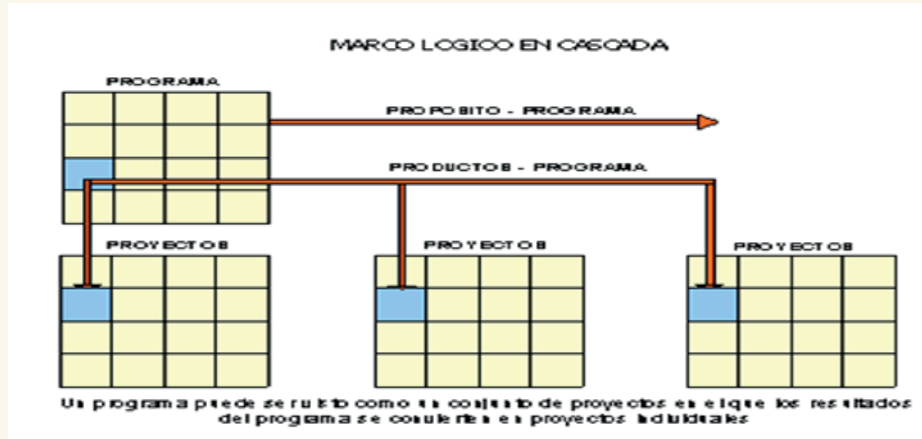 MARCO LOGICO EN CASCADA
PROGRAMA
PROPOSITO - PROGRAMA
PRODUCTOS - PROGRAMA
PROYECTOS
PROYECTOS
PROYECTOS
Un programa puede ser visto como un conjunto de proyectos en el que los resultados
del programa se convierten en proyectos individuales